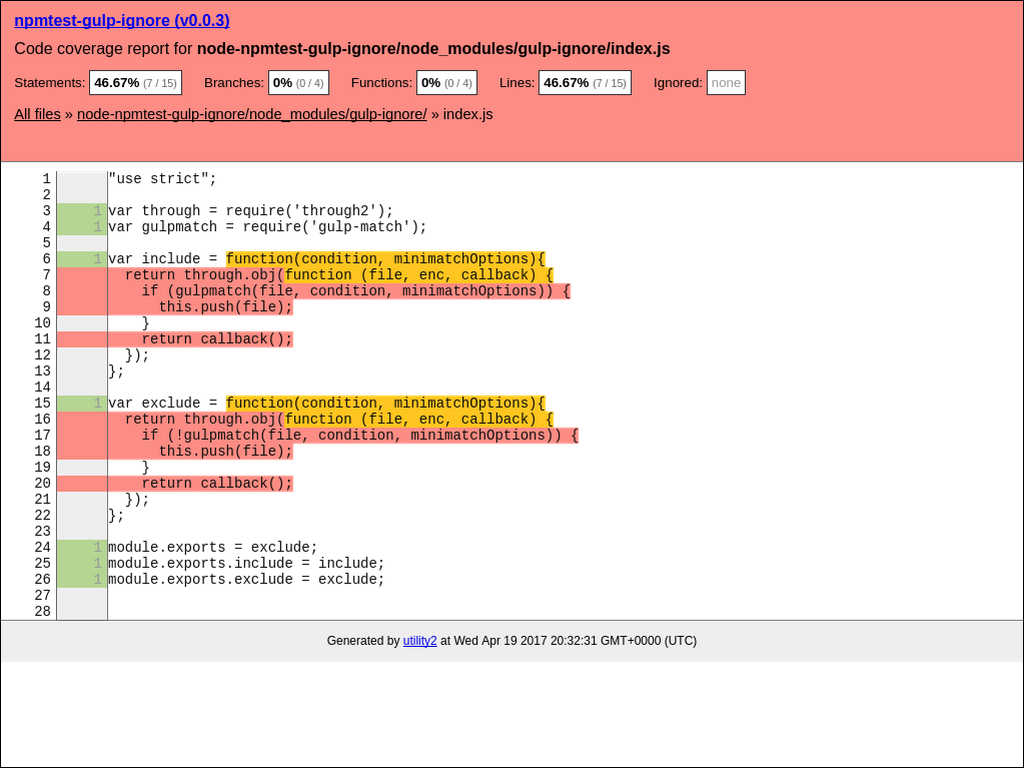 npmtest-gulp-ignore (v0.0.3)
Code coverage report for node-npmtest-gulp-ignore/node_modules/gulp-ignore/index.js
Statements: 46.67% (7 / 15) Branches: 0% (0 / 4) Functions: 0% (0 / 4) Lines: 46.67% (7 / 15) Ignored: none
All files » node-npmtest-gulp-ignore/node_modules/gulp-ignore/ » index.js
1 "use strict";
2
3 1 var through = require('through2');
4 1 var gulpmatch = require('gulp-match');
5
6 1 var include = function(condition, minimatchOptions){
7   return through.obj(function (file, enc, callback) {
8     if (gulpmatch(file, condition, minimatchOptions)) {
9       this.push(file);
10     }
11     return callback();
12   });
13 };
14
15 1 var exclude = function(condition, minimatchOptions){
16   return through.obj(function (file, enc, callback) {
17     if (!gulpmatch(file, condition, minimatchOptions)) {
18       this.push(file);
19     }
20     return callback();
21   });
22 };
23
24 1 module.exports = exclude;
25 1 module.exports.include = include;
26 1 module.exports.exclude = exclude;
27
28
Generated by utility2 at Wed Apr 19 2017 20:32:31 GMT+0000 (UTC)